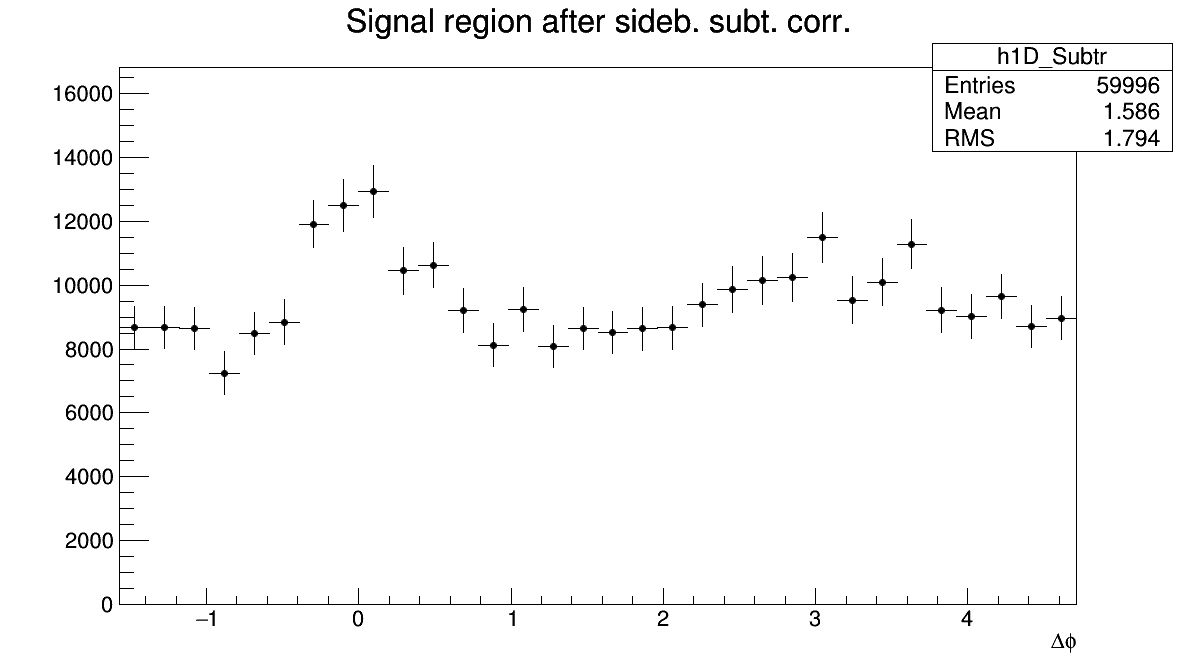 Signal region after sideb. subt. corr.
h1D_Subtr
Entries 59996
Mean 1.586
RMS 1.794
16000
14000
12000
10000
8000
6000
4000
2000
0
−1 0 1 2 3 4
Δϕ